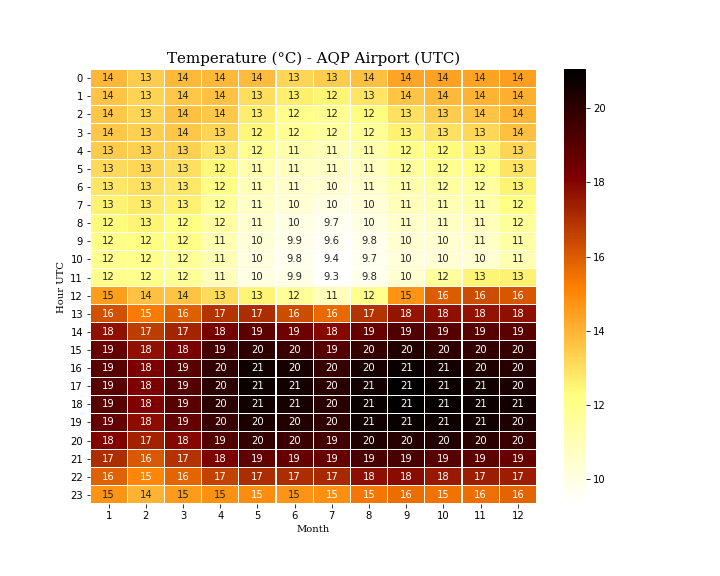 Temperature (°C) - AQP Airport (UTC)
0 14 13 14 14 14 13 13 14 14 14 14 14
1 14 13 14 14 13 13 12 13 14 14 14 14
2 14 13 14 13 13 12 12 12 13 13 14 14
3 14 13 14 13 12 12 12 12 13 13 13 14
4 13 13 13 13 12 11 11 11 12 12 13 13
5 13 13 13 12 11 11 11 11 12 12 12 13
6 13 13 13 12 11 11 10 11 11 12 12 13
7 13 13 13 12 11 10 10 10 11 11 11 12
8 12 13 12 12 11 10 9.7 10 11 11 11 12
9 12 12 12 11 10 9.9 9.6 9.8 10 10 11 11
10 12 12 12 11 10 9.8 9.4 9.7 10 10 10 11
11 12 12 12 11 10 9.9 9.3 9.8 10 12 13 13
12 15 14 14 13 13 12 11 12 15 16 16 16
13 16 15 16 17 17 16 16 17 18 18 18 18
14 18 17 17 18 19 19 18 19 19 19 19 19
15 19 18 18 19 20 20 19 20 20 20 20 20
16 19 18 19 20 21 20 20 20 21 21 20 20
17 19 18 19 20 21 21 20 21 21 21 21 20
18 19 18 19 20 21 21 20 21 21 21 21 21
19 19 18 19 20 20 20 20 21 21 21 21 20
20 18 17 18 19 20 20 19 20 20 20 20 20
21 17 16 17 18 19 19 19 19 19 19 19 19
22 16 15 16 17 17 17 17 18 18 18 17 17
23 15 14 15 15 15 15 15 15 16 15 16 16
1 2 3 4 5 6 7 8 9 10 11 12
Month
Hour UTC
20
18
16
14
12
10